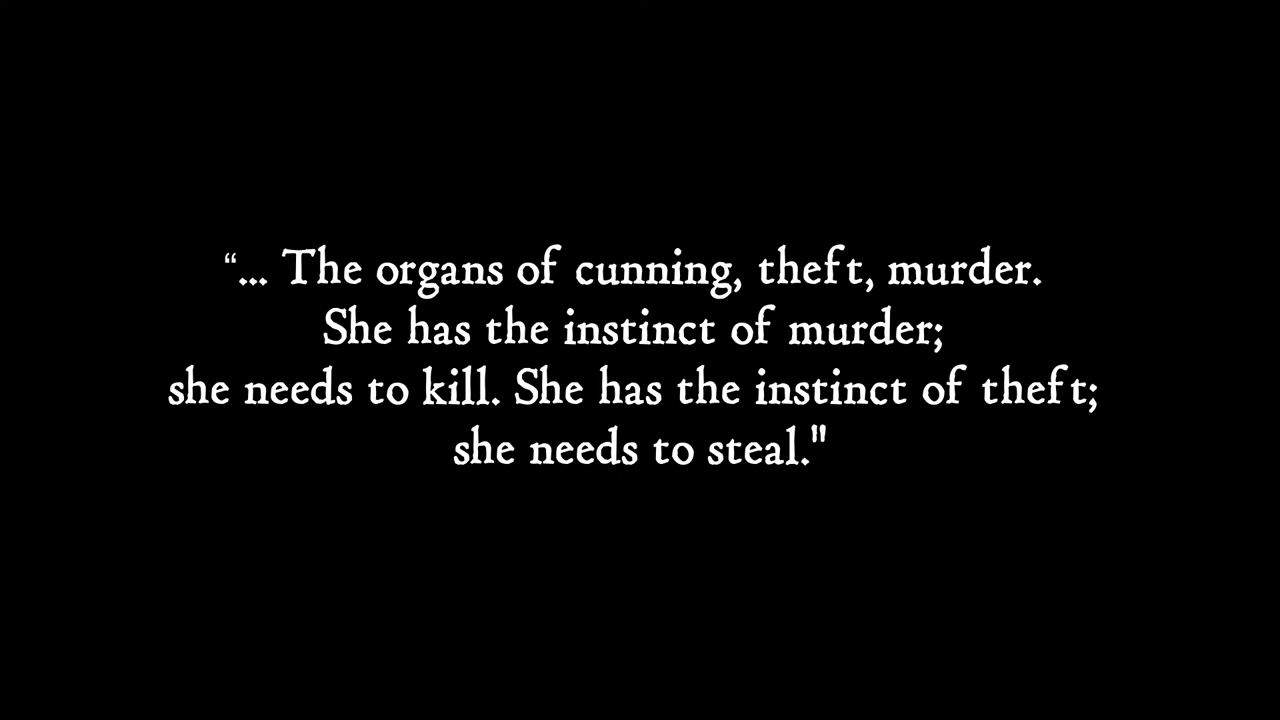 “... The organs of cunning, theft, murder.
She has the instinct of murder;
she needs to kill. She has the instinct of theft;
she needs to steal."